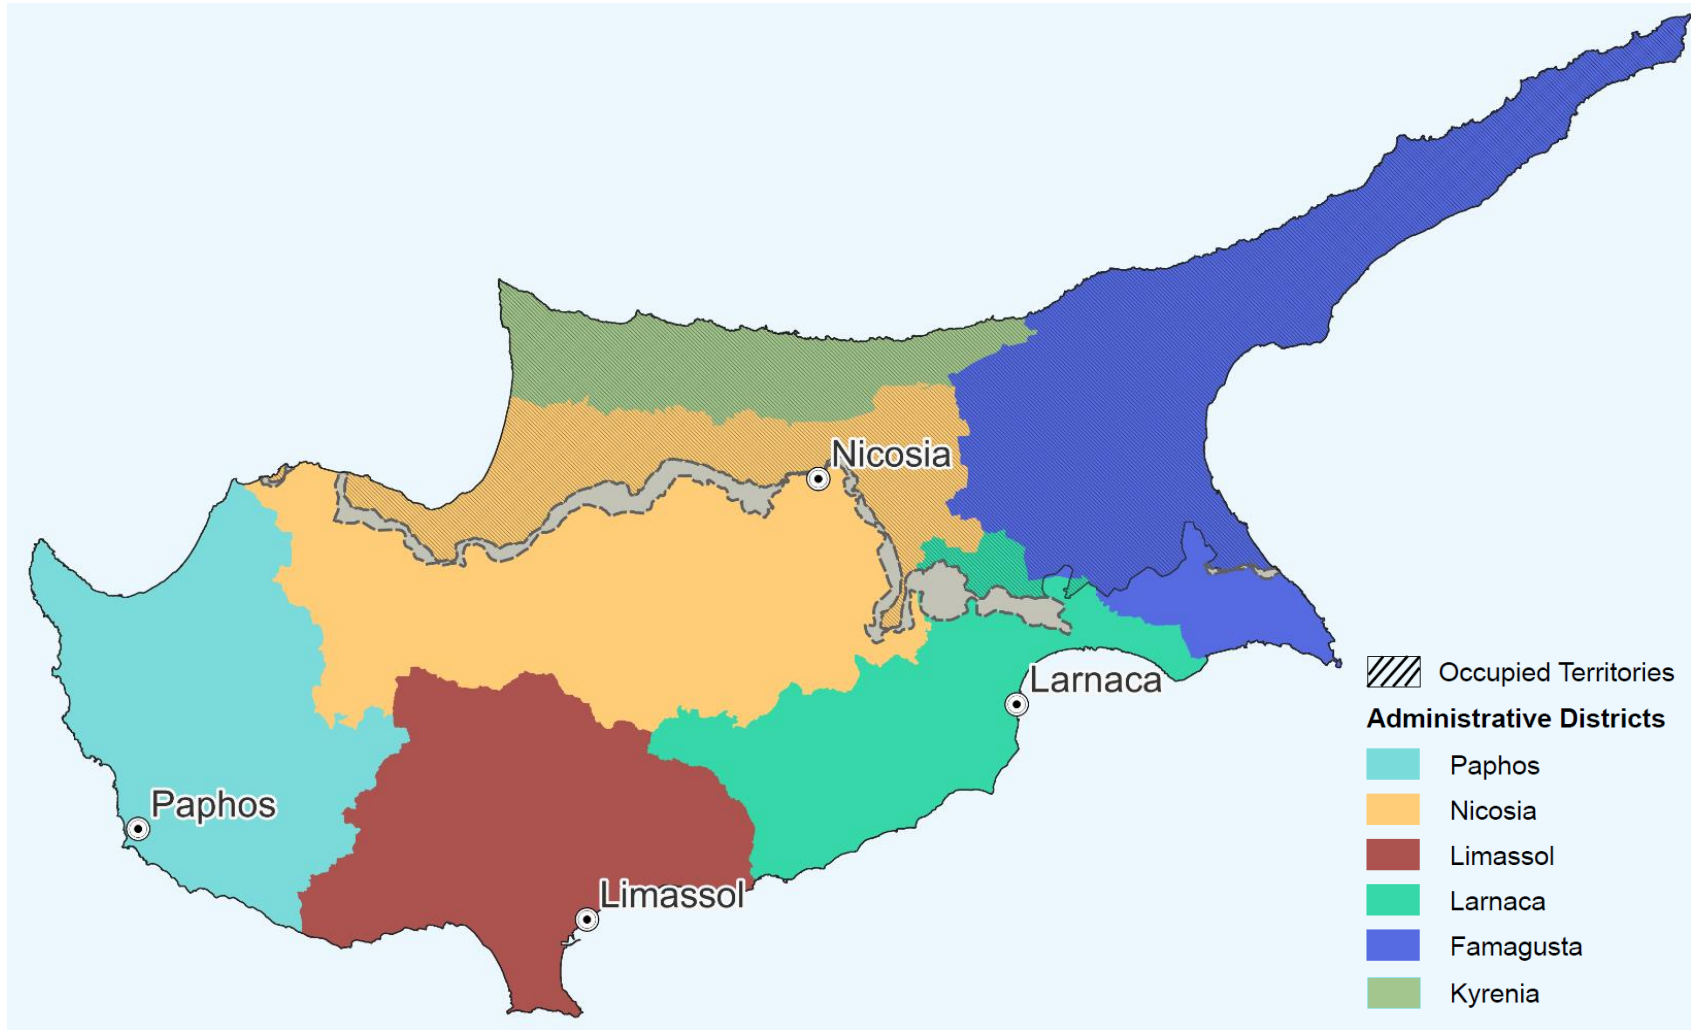 Nicosia
Larnaca
Paphos
Limassol
Occupied Territories
Administrative Districts
Paphos
Nicosia
Limassol
Larnaca
Famagusta
Kyrenia